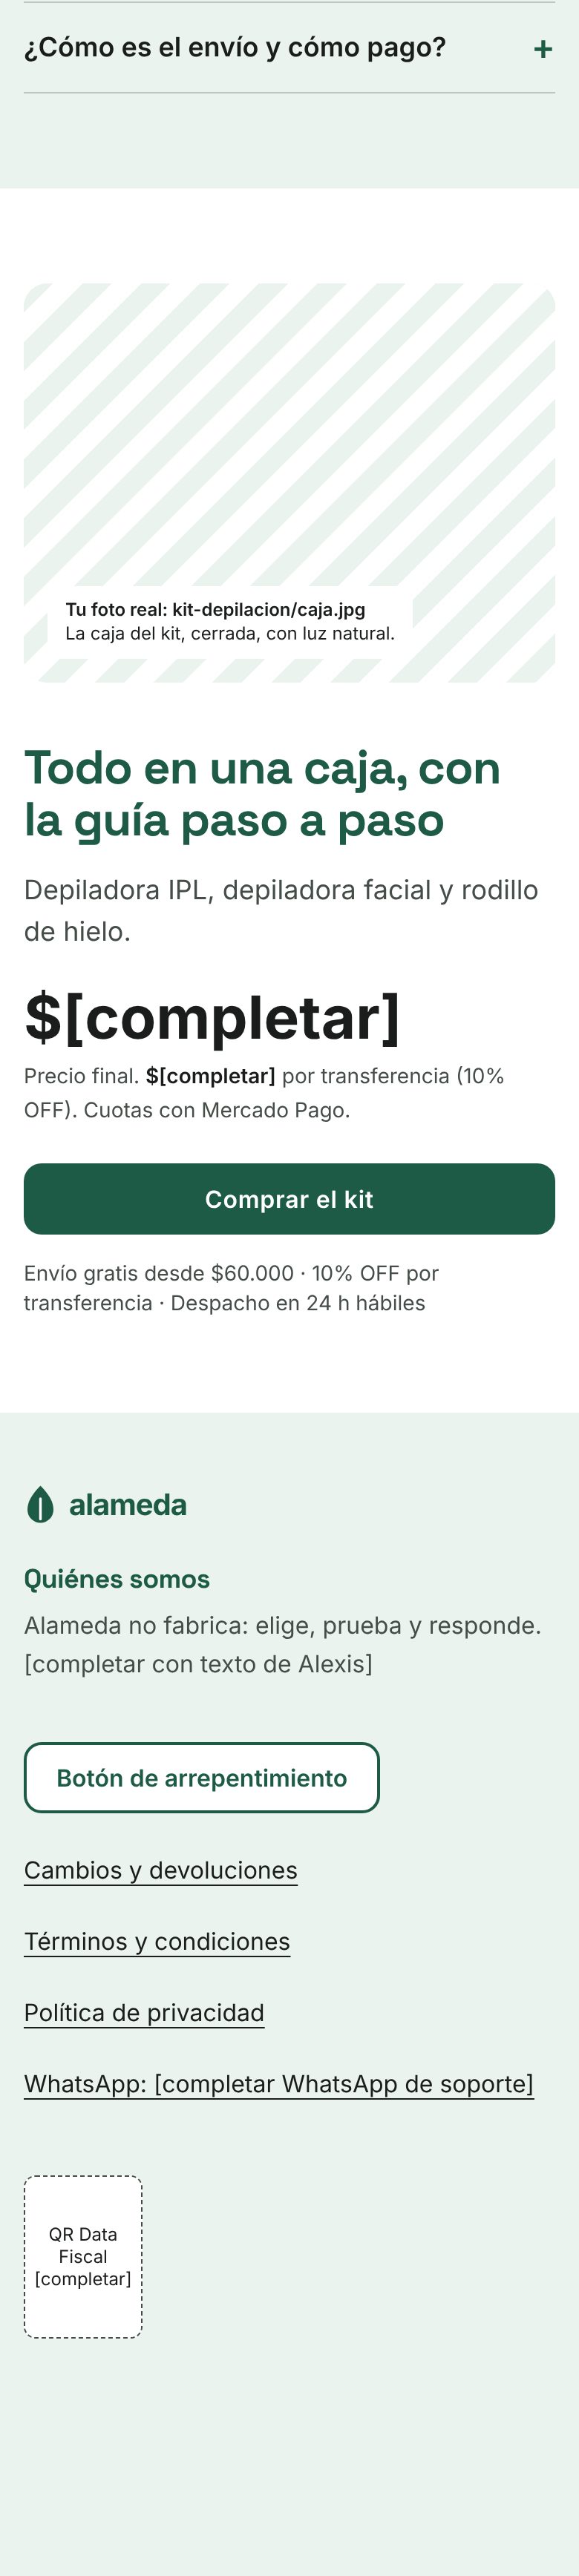 ¿Cómo es el envío y cómo pago? +
Tu foto real: kit-depilacion/caja.jpg
La caja del kit, cerrada, con luz natural.
Todo en una caja, con
la guía paso a paso
Depiladora IPL, depiladora facial y rodillo
de hielo.
$[completar]
Precio final. $[completar] por transferencia (10%
OFF). Cuotas con Mercado Pago.
Comprar el kit
Envío gratis desde $60.000 · 10% OFF por
transferencia · Despacho en 24 h hábiles
alameda
Quiénes somos
Alameda no fabrica: elige, prueba y responde.
[completar con texto de Alexis]
Botón de arrepentimiento
Cambios y devoluciones
Términos y condiciones
Política de privacidad
WhatsApp: [completar WhatsApp de soporte]
QR Data
Fiscal
[completar]